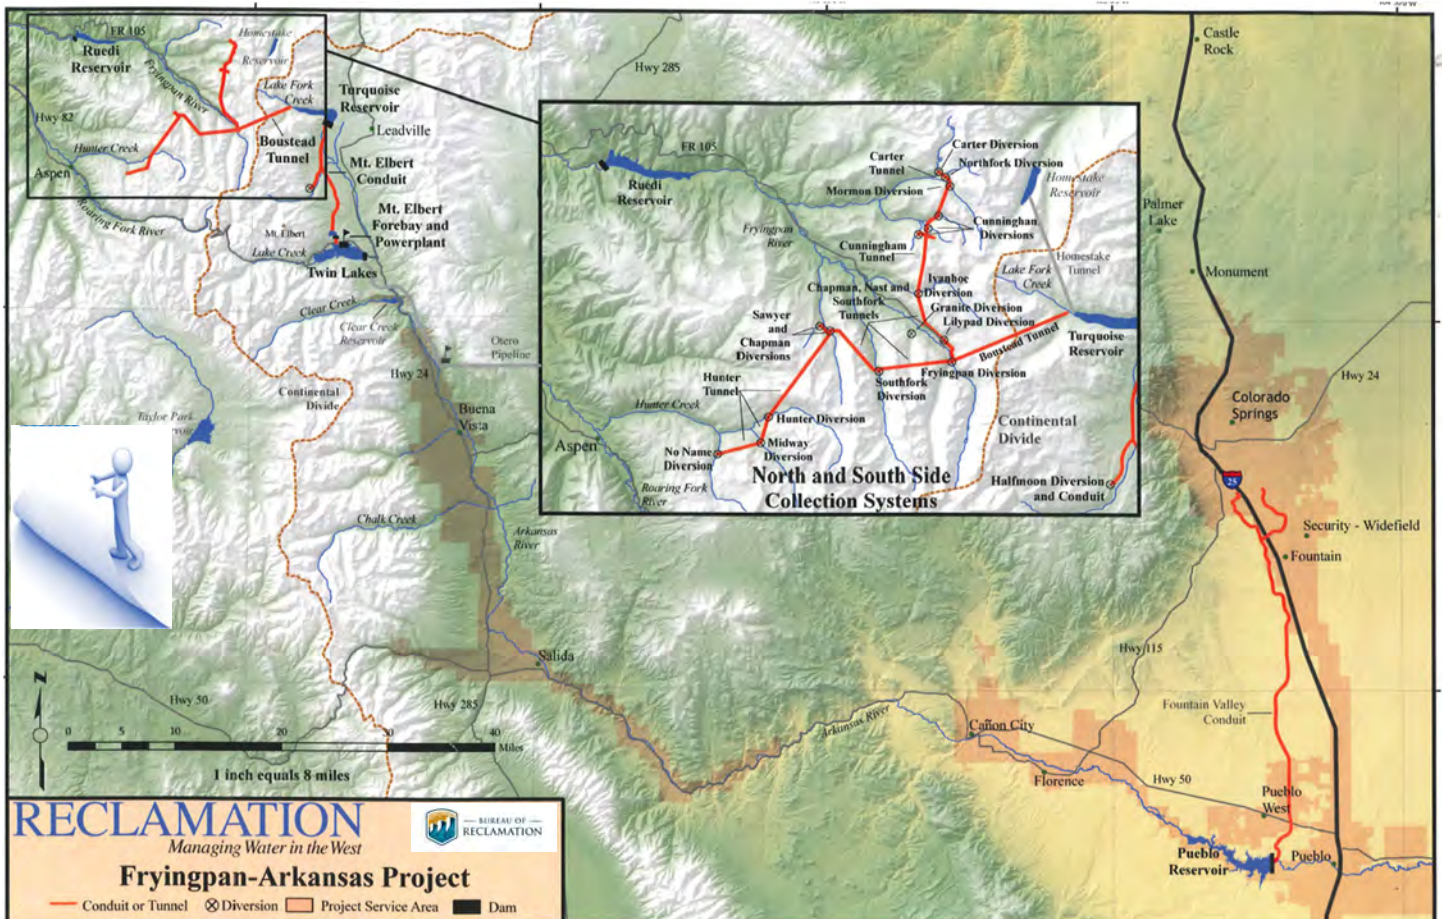 FR 105
Ruedi
Reservoir
Homestake
Reservoir
Fryingpan River
Lake Fork
Creek
Turquoise
Reservoir
Hwy 82
Leadville
Hunter Creek
Boustead
Tunnel
Aspen
Mt. Elbert
Conduit
Roaring Fork River
Mt. Elbert
Forebay and
Powerplant
Mt. Elbert
Lake Creek
Twin Lakes
Clear Creek
Clear Creek
Reservoir
Otero
Pipeline
Hwy 24
Continental
Divide
Taylor Park
Buena
Vista
Chalk Creek
Arkansas
River
Salida
Hwy 50
Hwy 285
Hwy 285
FR 105
Ruedi
Reservoir
Carter Diversion
Carter
Tunnel
Northfork Diversion
Mormon Diversion
Homestake
Reservoir
Fryingpan
River
Cunninghan
Diversions
Cunningham
Tunnel
Homestake
Tunnel
Lake Fork
Creek
Ivanhoe
Diversion
Chapman, Nast and
Southfork
Tunnels
Granite Diversion
Lilypad Diversion
Sawyer
and
Chapman
Diversions
Boustead Tunnel
Turquoise
Reservoir
Fryingpan Diversion
Southfork
Diversion
Hunter
Tunnel
Hunter Creek
Hunter Diversion
Continental
Divide
Aspen
No Name
Diversion
Midway
Diversion
Roaring Fork
River
North and South Side
Collection Systems
Halfmoon Diversion
and Conduit
Castle
Rock
Palmer
Lake
Monument
Hwy 24
Colorado
Springs
25
Security - Widefield
Fountain
Hwy 115
Fountain Valley
Conduit
Arkansas River
Cañon City
Florence
Hwy 50
Pueblo
West
Pueblo
Reservoir
Pueblo
N
0 5 10 20 30 40
Miles
1 inch equals 8 miles
RECLAMATION
Managing Water in the West
BUREAU OF
RECLAMATION
Fryingpan-Arkansas Project
Conduit or Tunnel Diversion Project Service Area Dam